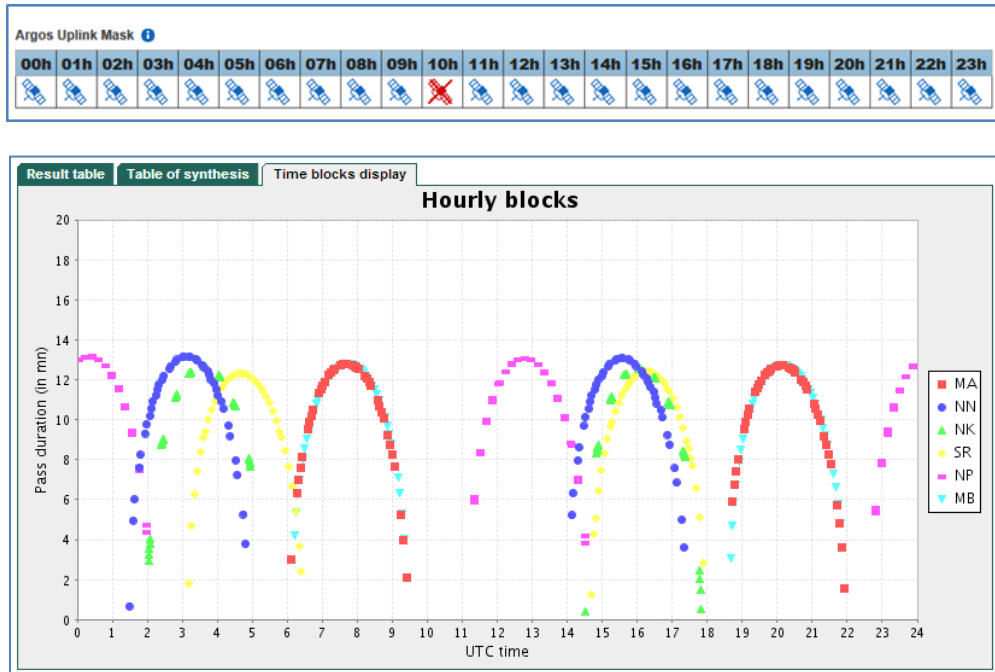 Argos Uplink Mask
00h 01h 02h 03h 04h 05h 06h 07h 08h 09h 10h 11h 12h 13h 14h 15h 16h 17h 18h 19h 20h 21h 22h 23h
Result table Table of synthesis Time blocks display
Hourly blocks
20
18
16
14
12
10
8
6
4
2
0
Pass duration (in mn)
0 1 2 3 4 5 6 7 8 9 10 11 12 13 14 15 16 17 18 19 20 21 22 23 24
UTC time
MA
NN
NK
SR
NP
MB